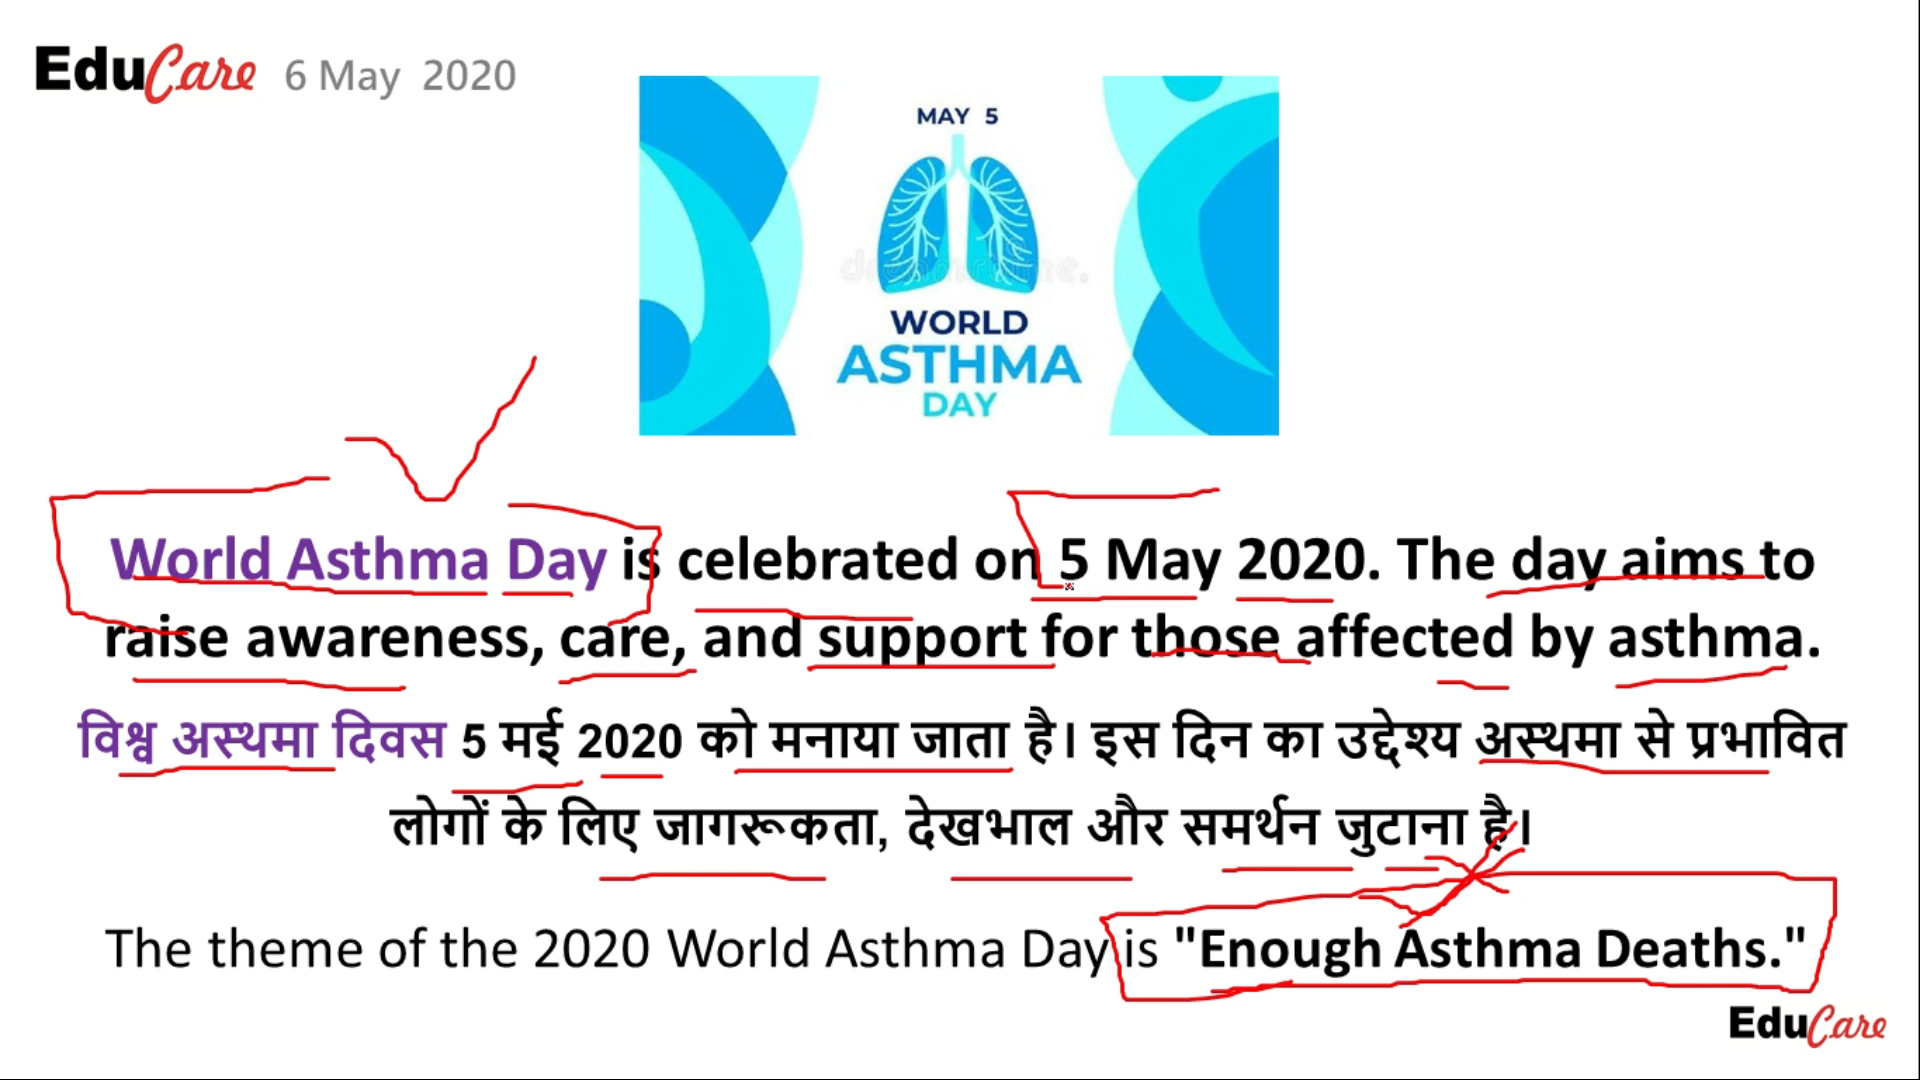 EduCare 6 May 2020
MAY 5
dreamstime.
WORLD
ASTHMA
DAY
World Asthma Day is celebrated on 5 May 2020. The day aims to
raise awareness, care, and support for those affected by asthma.
विश्व अस्थमा दिवस 5 मई 2020 को मनाया जाता है। इस दिन का उद्देश्य अस्थमा से प्रभावित
लोगों के लिए जागरूकता, देखभाल और समर्थन जुटाना है।
The theme of the 2020 World Asthma Day is "Enough Asthma Deaths."
EduCare